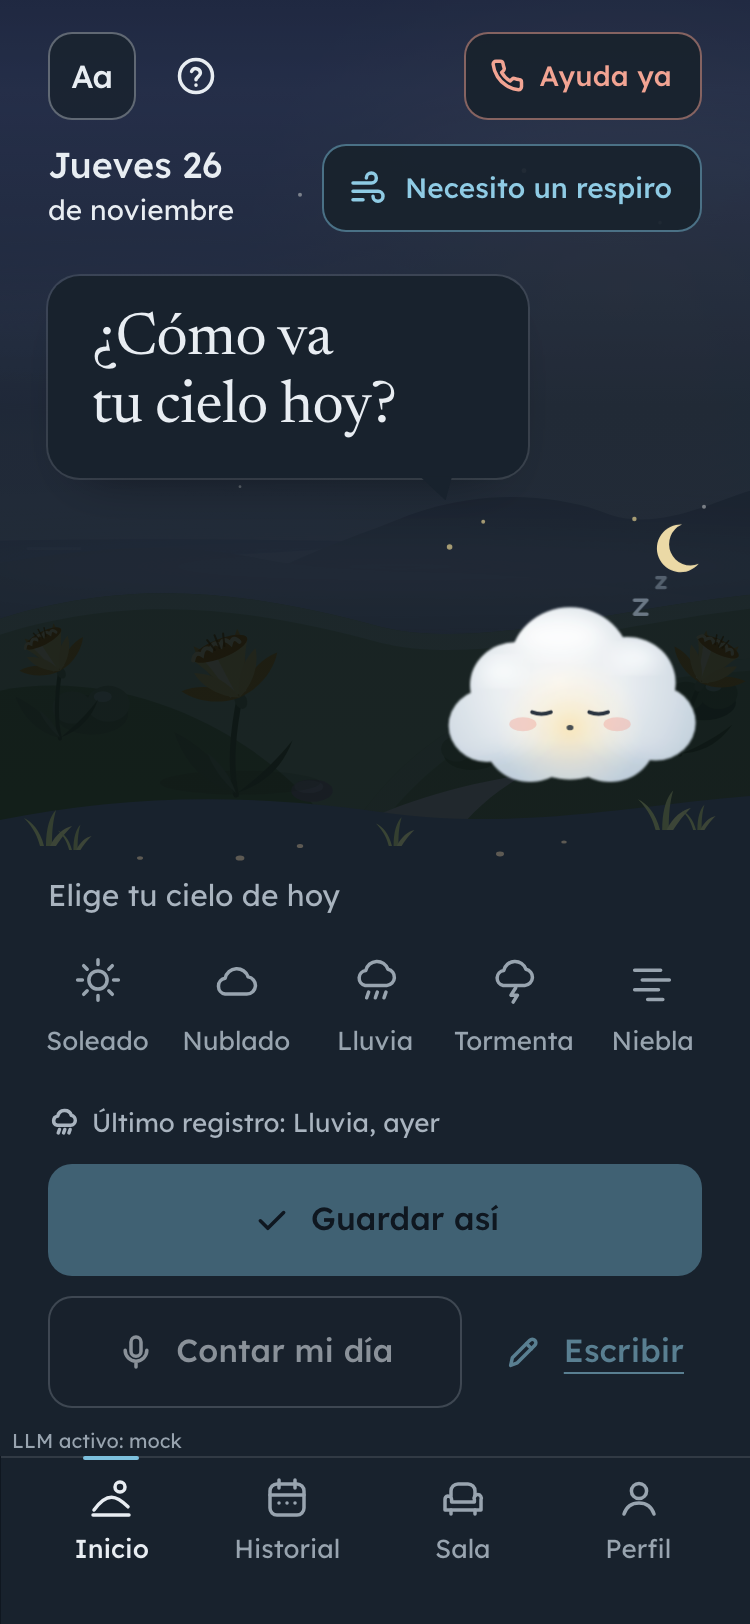 Aa
Ayuda ya
Jueves 26
de noviembre
Necesito un respiro
¿Cómo va
tu cielo hoy?
z
z
Elige tu cielo de hoy
Soleado Nublado Lluvia Tormenta Niebla
Último registro: Lluvia, ayer
Guardar así
Contar mi día
Escribir
LLM activo: mock
Inicio Historial Sala Perfil